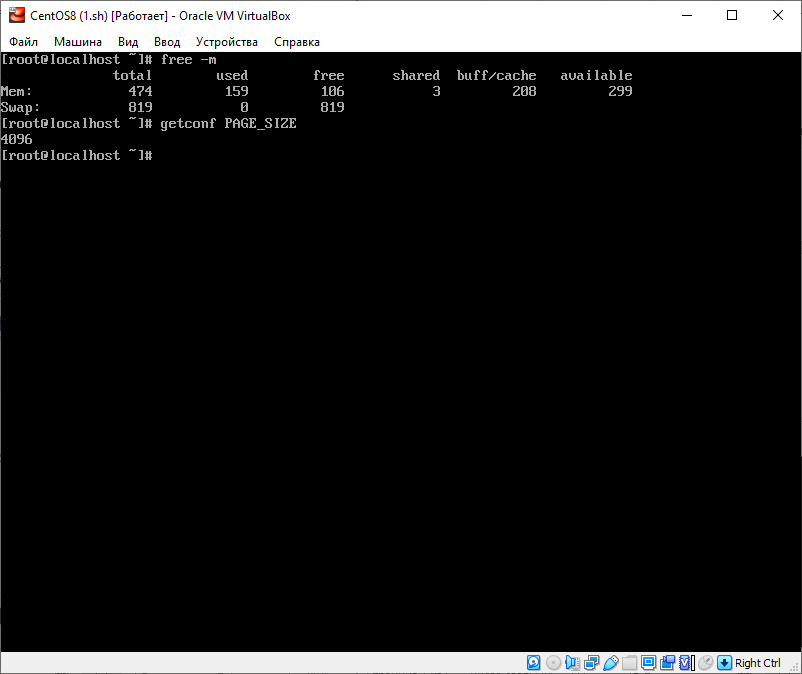 CentOS8 (1.sh) [Работает] - Oracle VM VirtualBox
Файл Машина Вид Ввод Устройства Справка
[root@localhost ~]# free -m
total used free shared buff/cache available
Mem: 474 159 106 3 208 299
Swap: 819 0 819
[root@localhost ~]# getconf PAGE_SIZE
4096
[root@localhost ~]#
Right Ctrl